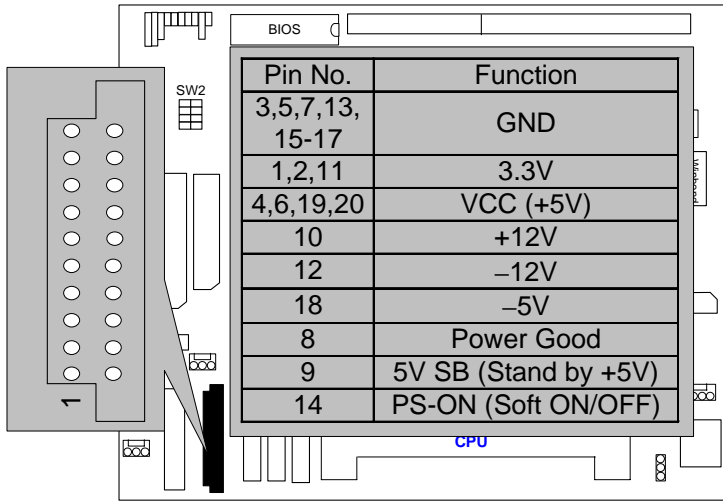 BIOS
SW2
Pin No. Function
3,5,7,13, 15-17 GND
1,2,11 3.3V
4,6,19,20 VCC (+5V)
10 +12V
12 –12V
18 –5V
8 Power Good
9 5V SB (Stand by +5V)
14 PS-ON (Soft ON/OFF)
1
CPU